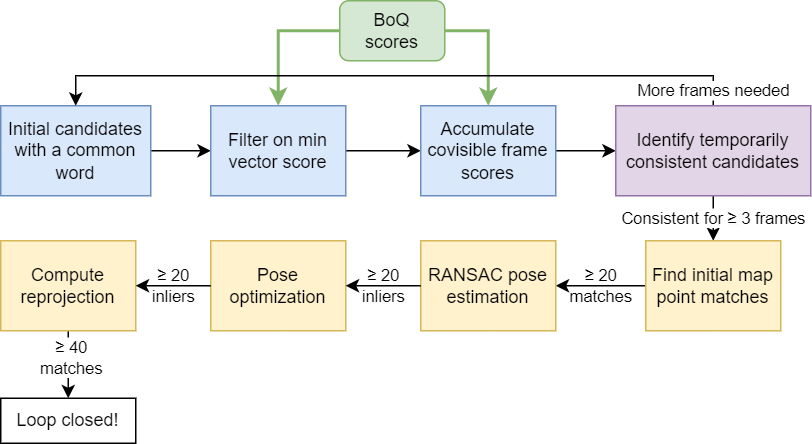 BoQ
scores
More frames needed
Initial candidates
with a common
word
Filter on min
vector score
Accumulate
covisible frame
scores
Identify temporarily
consistent candidates
Consistent for ≥ 3 frames
Find initial map
point matches
≥ 20
matches
RANSAC pose
estimation
≥ 20
inliers
Pose
optimization
≥ 20
inliers
Compute
reprojection
≥ 40
matches
Loop closed!